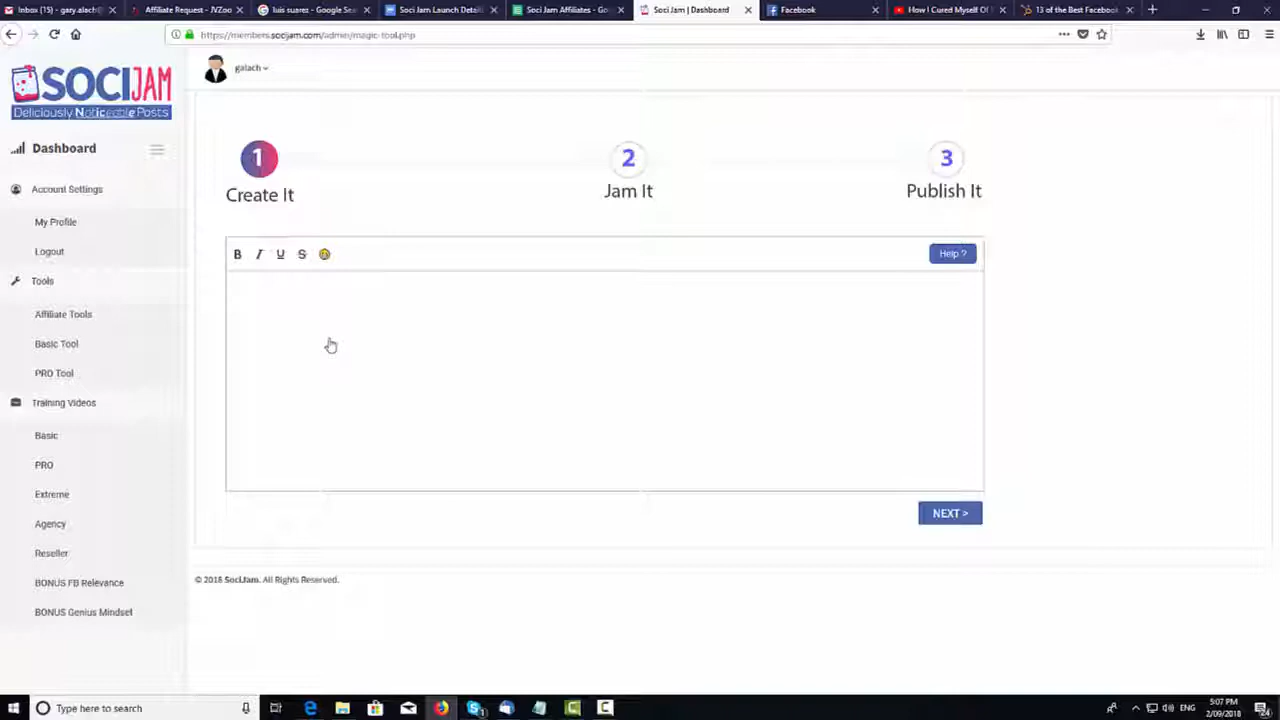 Inbox (15) - gary.alach@
Affiliate Request - JVZoo
luis suarez - Google Sear
Soci Jam Launch Details
Soci Jam Affiliates - Goo
Soci Jam | Dashboard
Facebook
How I Cured Myself Of
13 of the Best Facebook
https://members.socijam.com/admin/magic-tool.php
SOCIJAM
Deliciously Noticeable Posts
galach
Dashboard
Account Settings
My Profile
Logout
Tools
Affiliate Tools
Basic Tool
PRO Tool
Training Videos
Basic
PRO
Extreme
Agency
Reseller
BONUS FB Relevance
BONUS Genius Mindset
1
Create It
2
Jam It
3
Publish It
B I U S
Help ?
NEXT >
© 2018 SociJam. All Rights Reserved.
Type here to search
ENG
5:07 PM
2/09/2018